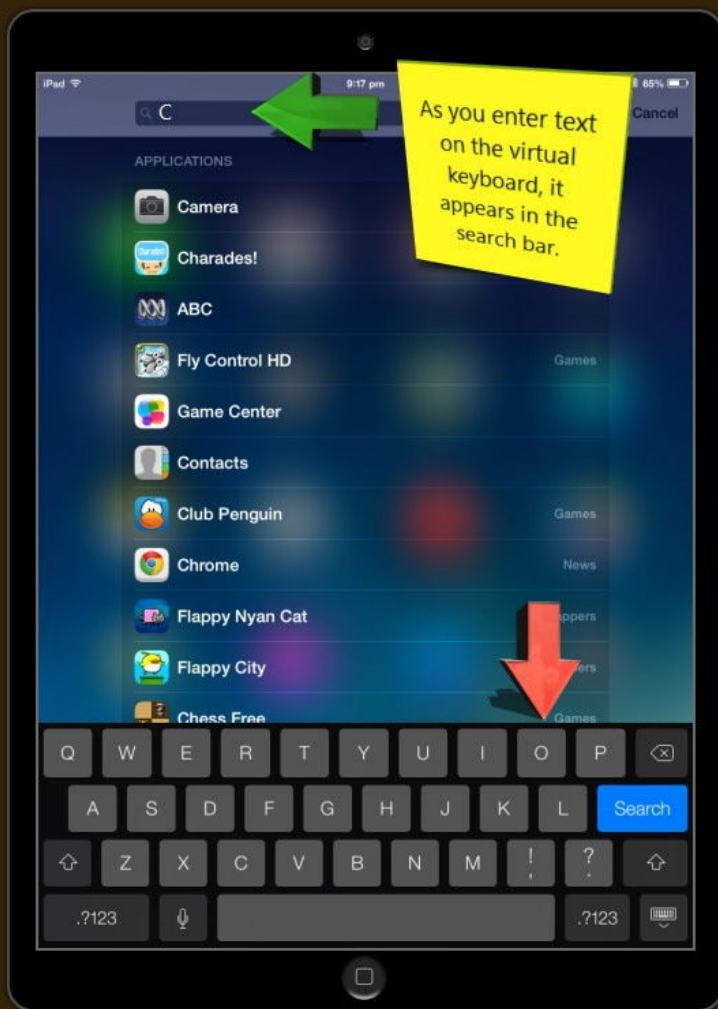 iPad
9:17 pm
65%
C
Cancel
As you enter text
on the virtual
keyboard, it
appears in the
search bar.
APPLICATIONS
Camera
Charades!
ABC
Fly Control HD Games
Game Center
Contacts
Club Penguin Games
Chrome News
Flappy Nyan Cat
Flappy City
Chess Free Games
Q W E R T Y U I O P
A S D F G H J K L Search
Z X C V B N M ! , ? .
.?123 .?123